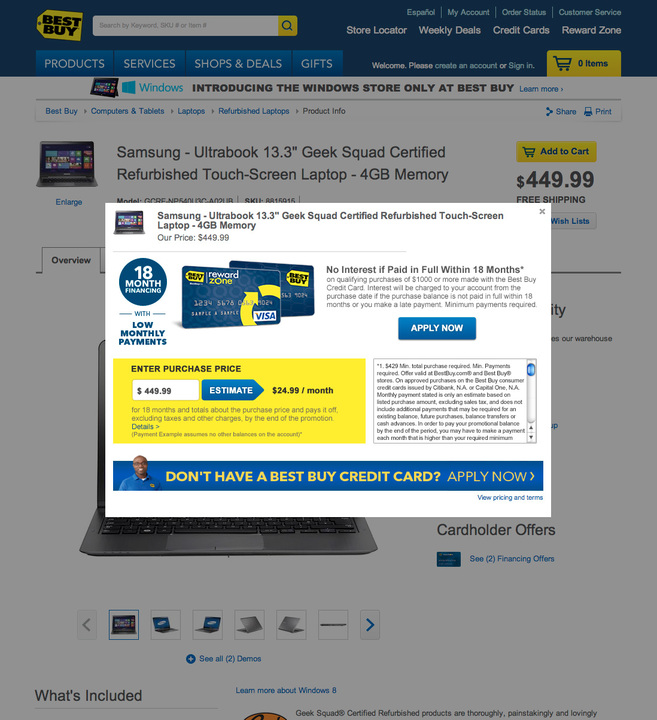 Español | My Account | Order Status | Customer Service
BEST BUY
Search by Keyword, SKU # or Item #
Store Locator Weekly Deals Credit Cards Reward Zone
PRODUCTS SERVICES SHOPS & DEALS GIFTS
Welcome. Please create an account or Sign in.
0 Items
Windows INTRODUCING THE WINDOWS STORE ONLY AT BEST BUY Learn more ›
Best Buy › Computers & Tablets › Laptops › Refurbished Laptops › Product Info
Share Print
Samsung - Ultrabook 13.3" Geek Squad Certified
Refurbished Touch-Screen Laptop - 4GB Memory
Add to Cart
$449.99
FREE SHIPPING
Enlarge
Model: GCRF-NP540U3C-A02UB | SKU: 8815915
Wish Lists
Overview
Samsung - Ultrabook 13.3" Geek Squad Certified Refurbished Touch-Screen
Laptop - 4GB Memory
Our Price: $449.99
18
MONTH
FINANCING
WITH
LOW
MONTHLY
PAYMENTS
BEST BUY reward zone
BEST BUY
VISA
SAMPLE A SAMPLE
No Interest if Paid in Full Within 18 Months*
on qualifying purchases of $1000 or more made with the Best Buy
Credit Card. Interest will be charged to your account from the
purchase date if the purchase balance is not paid in full within 18
months or you make a late payment. Minimum payments required.
APPLY NOW
ENTER PURCHASE PRICE
$ 449.99 ESTIMATE $24.99 / month
for 18 months and totals about the purchase price and pays it off,
excluding taxes and other charges, by the end of the promotion.
Details >
(Payment Example assumes no other balances on the account)*
*1. $429 Min. total purchase required. Min. Payments
required. Offer valid at BestBuy.com® and Best Buy®
stores. On approved purchases on the Best Buy consumer
credit cards issued by Citibank, N.A. or Capital One, N.A.
Monthly payment stated is only an estimate based on
listed purchase amount, excluding sales tax, and does not
include additional payments that may be required for an
existing balance, future purchases, balance transfers or
cash advances. In order to pay your promotional balance
by the end of the period, you may have to make a payment
each month that is higher than your required minimum
DON'T HAVE A BEST BUY CREDIT CARD? APPLY NOW ›
View pricing and terms
ity
es our warehouse
up
Cardholder Offers
See (2) Financing Offers
See all (2) Demos
What's Included
Learn more about Windows 8
Geek Squad® Certified Refurbished products are thoroughly, painstakingly and lovingly